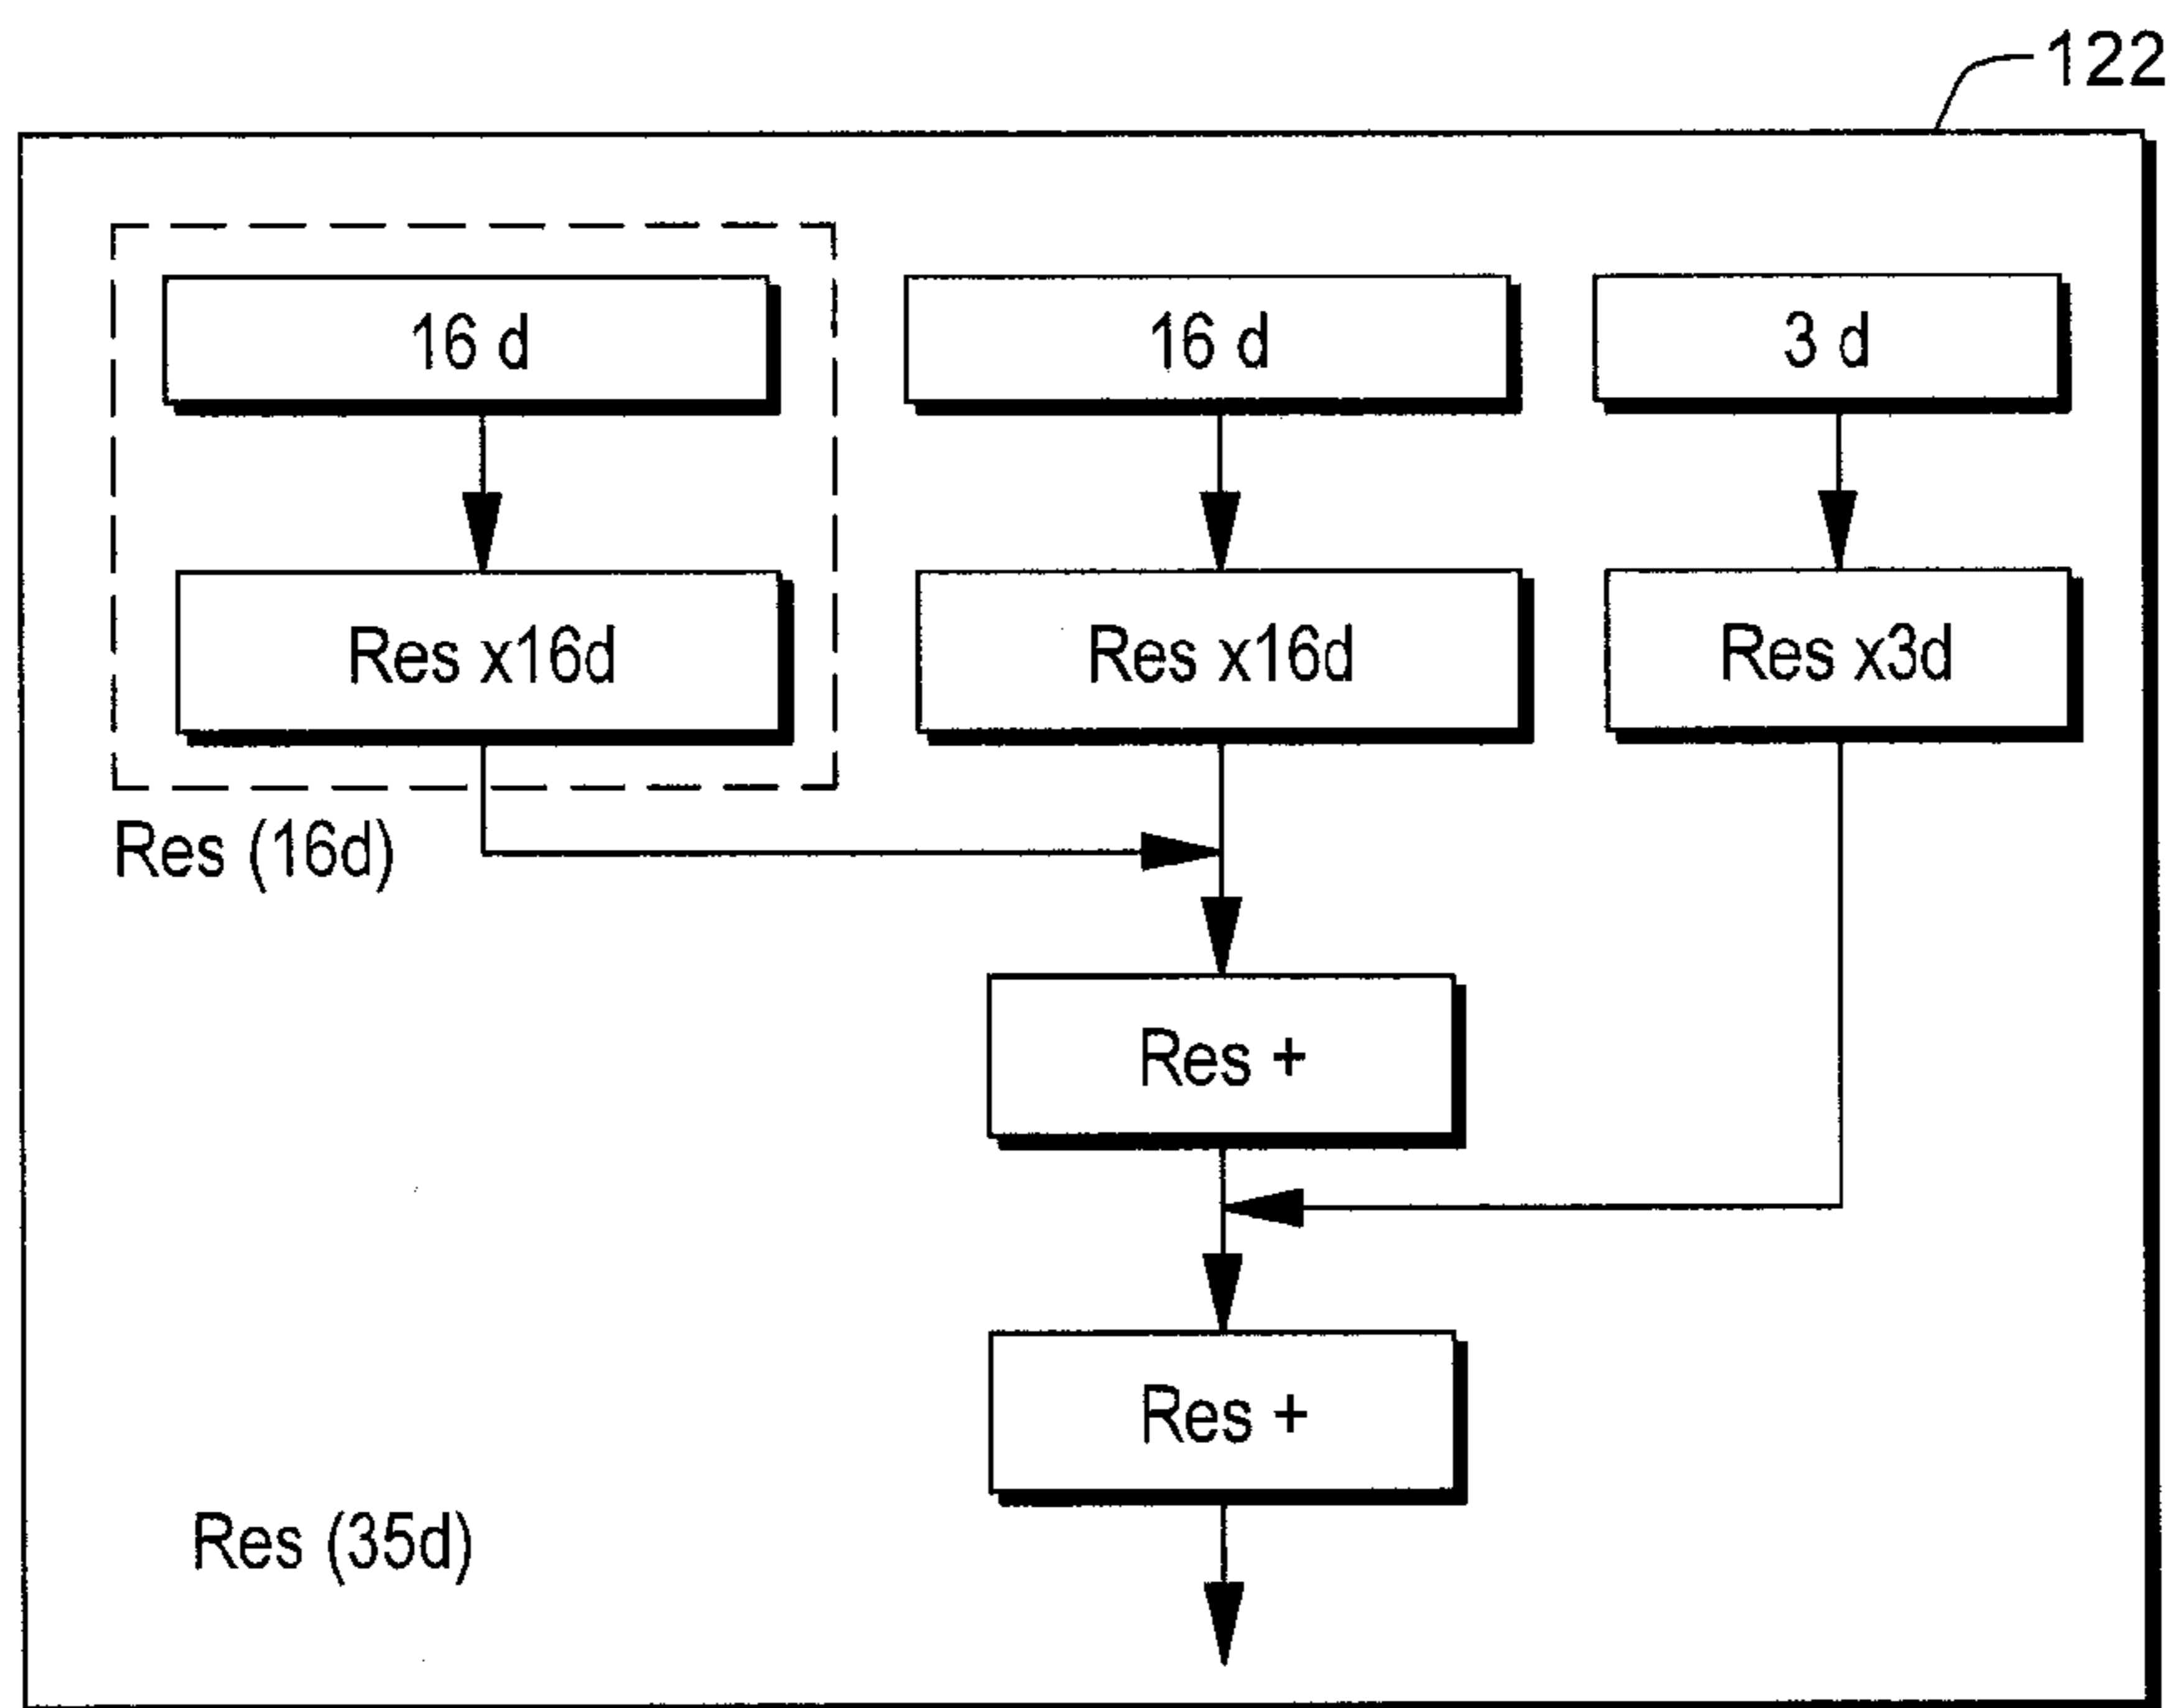 122
16 d
16 d
3 d
Res x16d
Res x16d
Res x3d
Res (16d)
Res +
Res +
Res (35d)